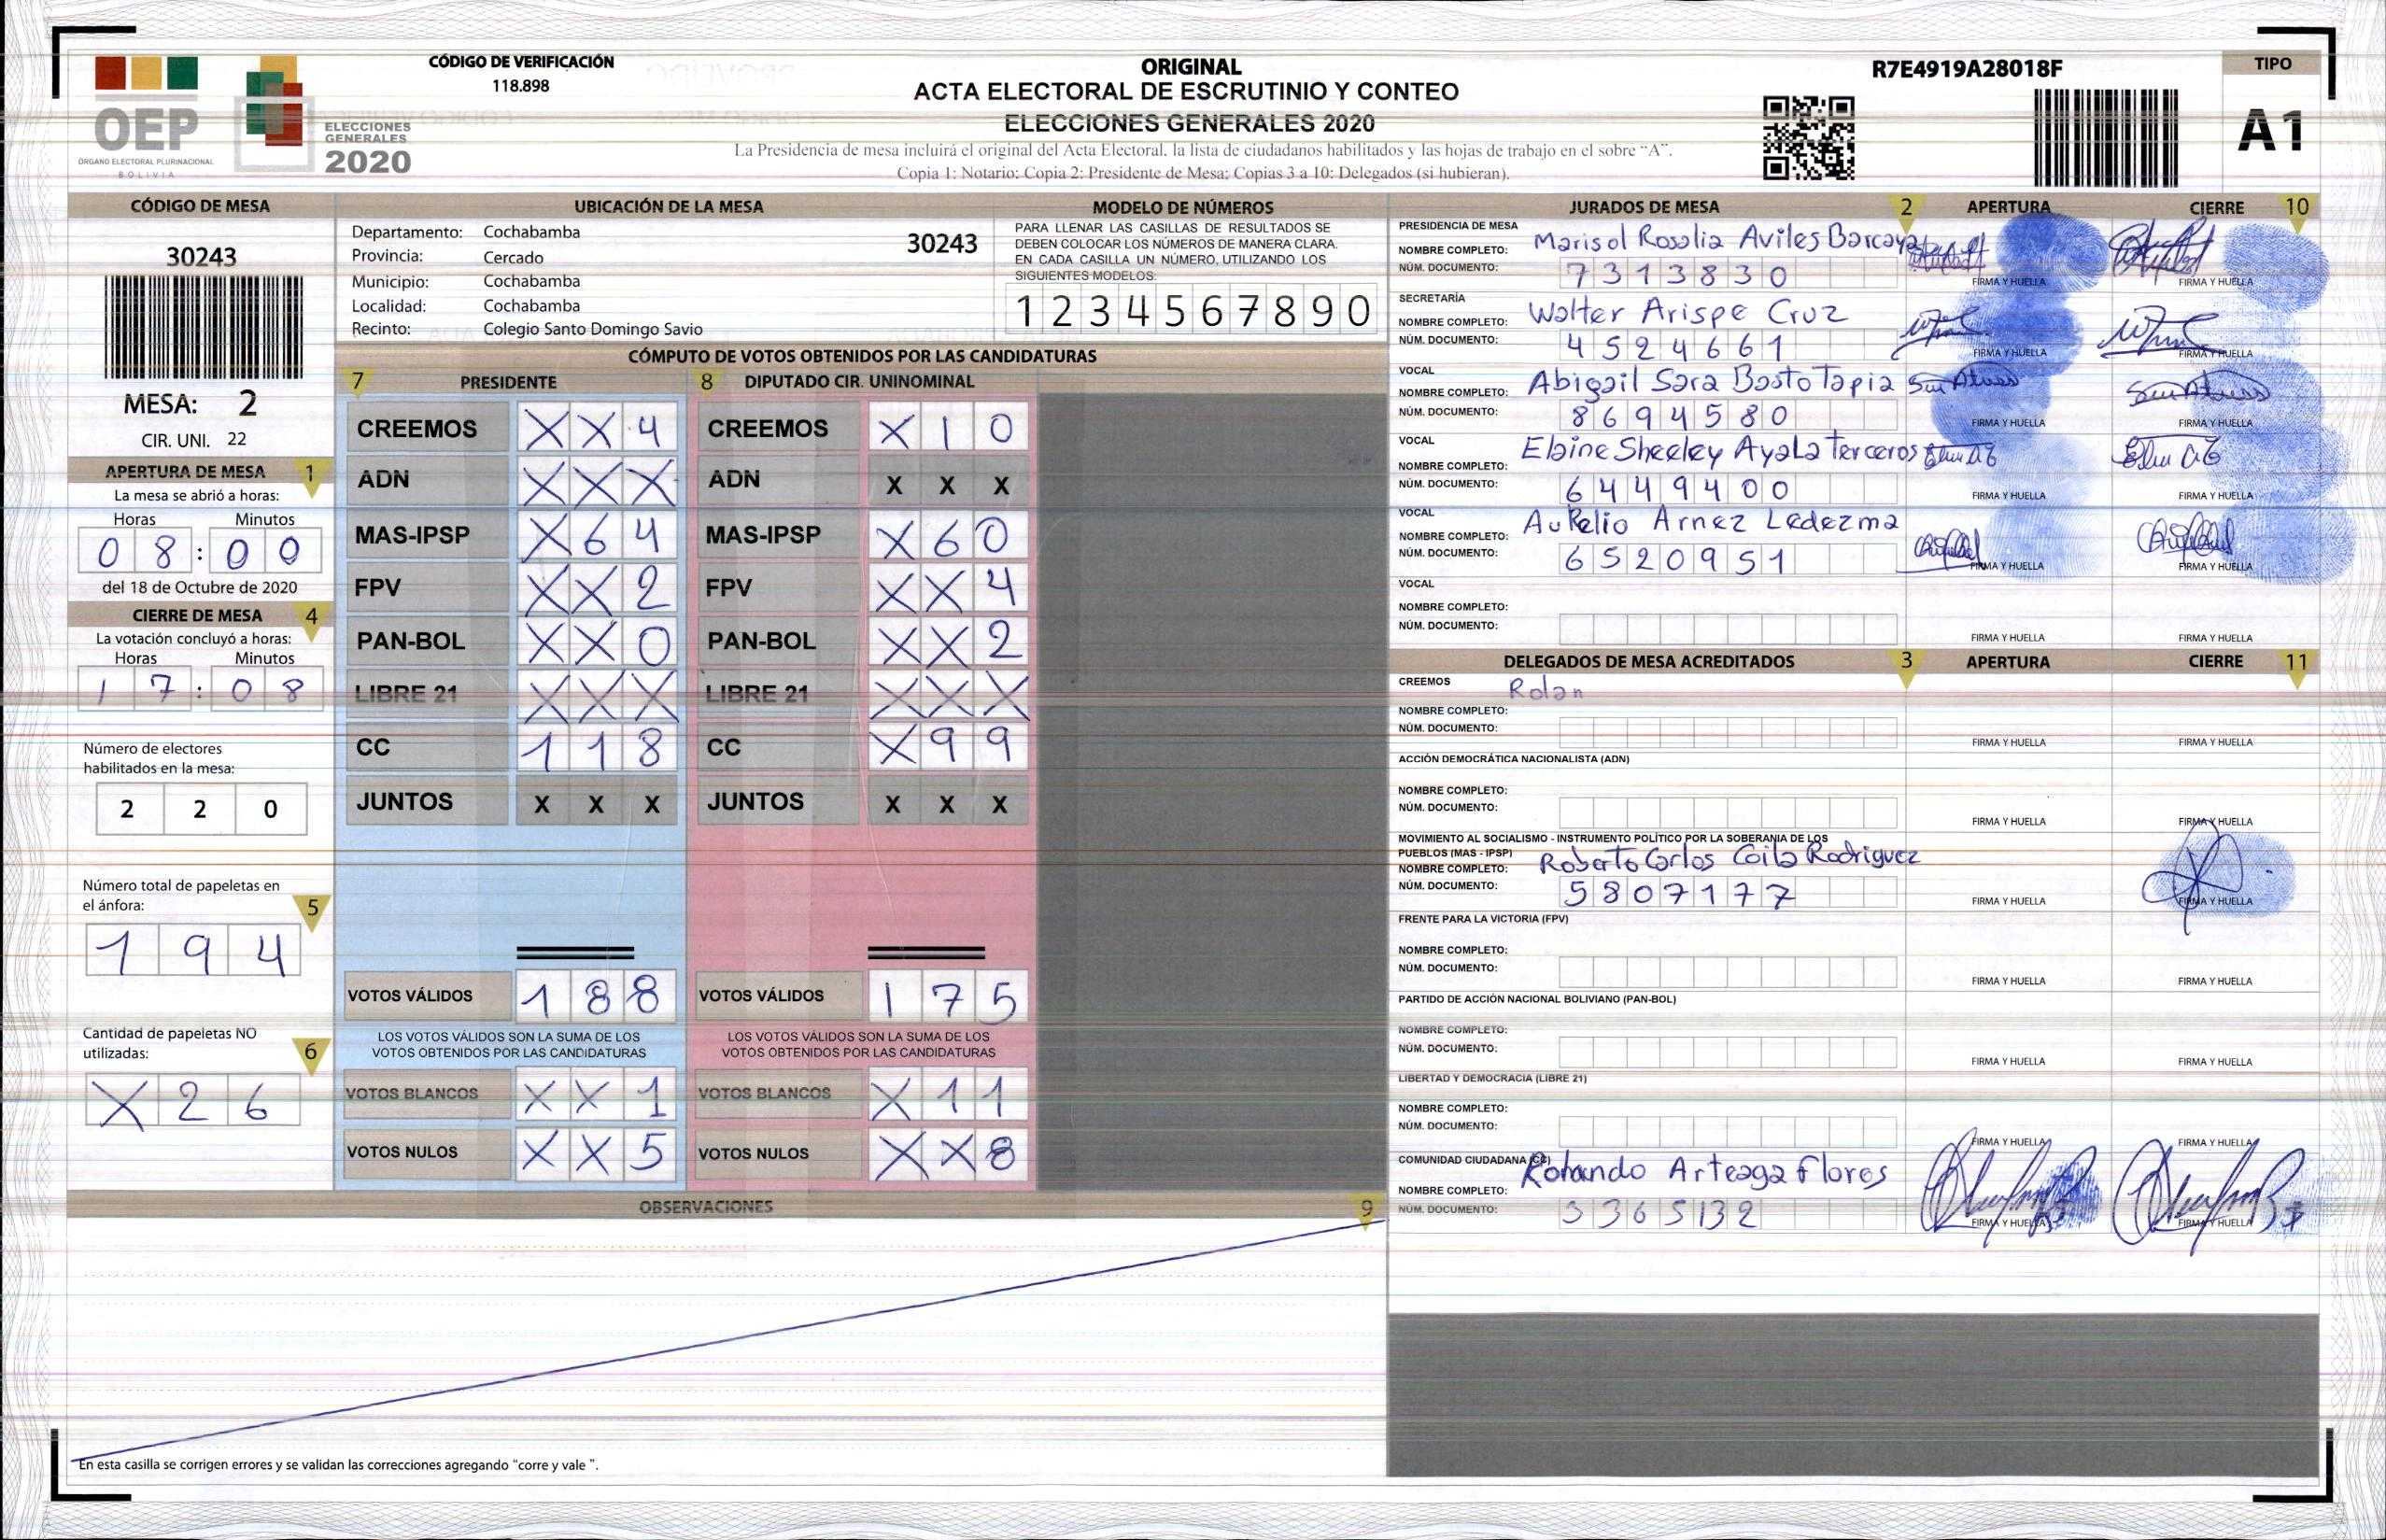 CÓDIGO DE VERIFICACIÓN
118.898
OEP
ÓRGANO ELECTORAL PLURINACIONAL
BOLIVIA
ELECCIONES
GENERALES
2020
ORIGINAL
ACTA ELECTORAL DE ESCRUTINIO Y CONTEO
ELECCIONES GENERALES 2020
La Presidencia de mesa incluirá el original del Acta Electoral, la lista de ciudadanos habilitados y las hojas de trabajo en el sobre "A".
Copia 1: Notario; Copia 2: Presidente de Mesa; Copias 3 a 10: Delegados (si hubieran).
R7E4919A28018F
TIPO
A1
CÓDIGO DE MESA
30243
MESA: 2
CIR. UNI. 22
APERTURA DE MESA 1
La mesa se abrió a horas:
Horas Minutos
08:00
del 18 de Octubre de 2020
CIERRE DE MESA 4
La votación concluyó a horas:
Horas Minutos
17:08
Número de electores
habilitados en la mesa:
2 2 0
Número total de papeletas en
el ánfora: 5
1 9 4
Cantidad de papeletas NO
utilizadas: 6
X 2 6
UBICACIÓN DE LA MESA
Departamento: Cochabamba
30243
Provincia: Cercado
Municipio: Cochabamba
Localidad: Cochabamba
Recinto: Colegio Santo Domingo Savio
MODELO DE NÚMEROS
PARA LLENAR LAS CASILLAS DE RESULTADOS SE
DEBEN COLOCAR LOS NÚMEROS DE MANERA CLARA.
EN CADA CASILLA UN NÚMERO, UTILIZANDO LOS
SIGUIENTES MODELOS:
1 2 3 4 5 6 7 8 9 0
CÓMPUTO DE VOTOS OBTENIDOS POR LAS CANDIDATURAS
7 PRESIDENTE 8 DIPUTADO CIR. UNINOMINAL
CREEMOS X X 4 CREEMOS X 1 0
ADN X X X ADN X X X
MAS-IPSP X 6 4 MAS-IPSP X 6 0
FPV X X 2 FPV X X 4
PAN-BOL X X 0 PAN-BOL X X 2
LIBRE 21 X X X LIBRE 21 X X X
CC 1 1 8 CC X 9 9
JUNTOS X X X JUNTOS X X X
VOTOS VÁLIDOS 1 8 8 VOTOS VÁLIDOS 1 7 5
LOS VOTOS VÁLIDOS SON LA SUMA DE LOS LOS VOTOS VÁLIDOS SON LA SUMA DE LOS
VOTOS OBTENIDOS POR LAS CANDIDATURAS VOTOS OBTENIDOS POR LAS CANDIDATURAS
VOTOS BLANCOS X X 1 VOTOS BLANCOS X 1 1
VOTOS NULOS X X 5 VOTOS NULOS X X 8
OBSERVACIONES 9
En esta casilla se corrigen errores y se validan las correcciones agregando "corre y vale ".
JURADOS DE MESA 2 APERTURA CIERRE 10
PRESIDENCIA DE MESA
NOMBRE COMPLETO: Marisol Rosalia Aviles Barcaya
NÚM. DOCUMENTO: 7313830
FIRMA Y HUELLA FIRMA Y HUELLA
SECRETARÍA
NOMBRE COMPLETO: Walter Arispe Cruz
NÚM. DOCUMENTO: 4524661
FIRMA Y HUELLA FIRMA Y HUELLA
VOCAL
NOMBRE COMPLETO: Abigail Sara Basto Tapia
NÚM. DOCUMENTO: 8694580
FIRMA Y HUELLA FIRMA Y HUELLA
VOCAL
NOMBRE COMPLETO: Elaine Sheeley Ayala Terceros
NÚM. DOCUMENTO: 6449400
FIRMA Y HUELLA FIRMA Y HUELLA
VOCAL
NOMBRE COMPLETO: Aurelio Arnez Ledezma
NÚM. DOCUMENTO: 6520951
FIRMA Y HUELLA FIRMA Y HUELLA
VOCAL
NOMBRE COMPLETO:
NÚM. DOCUMENTO:
FIRMA Y HUELLA FIRMA Y HUELLA
DELEGADOS DE MESA ACREDITADOS 3 APERTURA CIERRE 11
CREEMOS
Rolan
NOMBRE COMPLETO:
NÚM. DOCUMENTO:
FIRMA Y HUELLA FIRMA Y HUELLA
ACCIÓN DEMOCRÁTICA NACIONALISTA (ADN)
NOMBRE COMPLETO:
NÚM. DOCUMENTO:
FIRMA Y HUELLA FIRMA Y HUELLA
MOVIMIENTO AL SOCIALISMO - INSTRUMENTO POLÍTICO POR LA SOBERANIA DE LOS
PUEBLOS (MAS - IPSP)
NOMBRE COMPLETO: Roberto Carlos Coila Rodriguez
NÚM. DOCUMENTO: 5807177
FIRMA Y HUELLA FIRMA Y HUELLA
FRENTE PARA LA VICTORIA (FPV)
NOMBRE COMPLETO:
NÚM. DOCUMENTO:
FIRMA Y HUELLA FIRMA Y HUELLA
PARTIDO DE ACCIÓN NACIONAL BOLIVIANO (PAN-BOL)
NOMBRE COMPLETO:
NÚM. DOCUMENTO:
FIRMA Y HUELLA FIRMA Y HUELLA
LIBERTAD Y DEMOCRACIA (LIBRE 21)
NOMBRE COMPLETO:
NÚM. DOCUMENTO:
FIRMA Y HUELLA FIRMA Y HUELLA
COMUNIDAD CIUDADANA (CC)
NOMBRE COMPLETO: Rolando Arteaga Flores
NÚM. DOCUMENTO: 3365132
FIRMA Y HUELLA FIRMA Y HUELLA